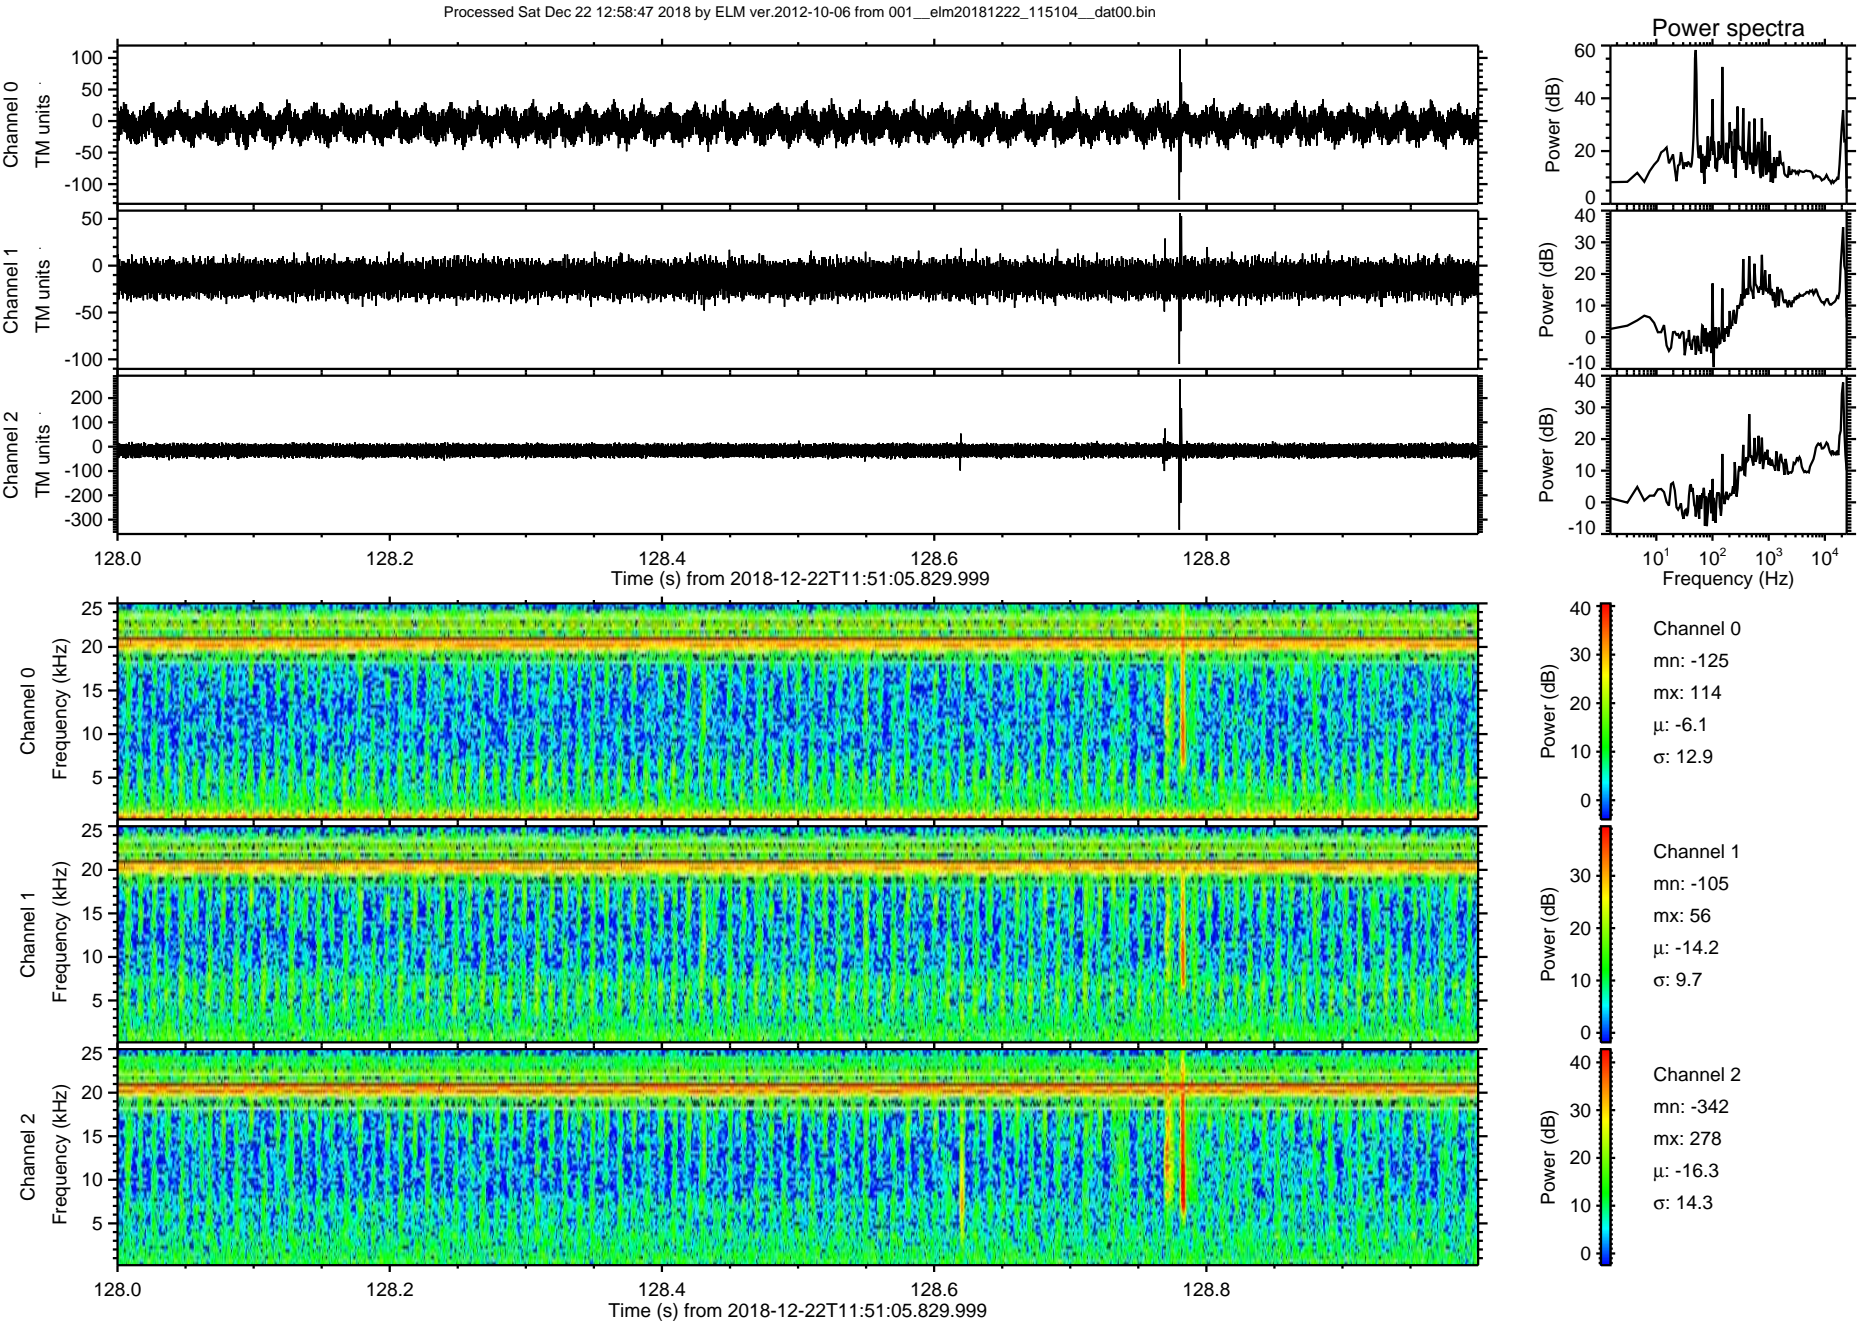 Processed Sat Dec 22 12:58:47 2018 by ELM ver.2012-10-06 from 001__elm20181222_115104__dat00.bin
Power spectra
Channel 0
TM units
100
50
0
-50
-100
Power (dB)
60
40
20
0
Channel 1
TM units
50
0
-50
-100
Power (dB)
40
30
20
10
0
-10
Channel 2
TM units
200
100
0
-100
-200
-300
Power (dB)
40
30
20
10
0
-10
128.0 128.2 128.4 128.6 128.8
Time (s) from 2018-12-22T11:51:05.829.999
10^1 10^2 10^3 10^4
Frequency (Hz)
Channel 0
Frequency (kHz)
25
20
15
10
5
Power (dB)
40
30
20
10
0
Channel 0
mn: -125
mx: 114
μ: -6.1
σ: 12.9
Channel 1
Frequency (kHz)
25
20
15
10
5
Power (dB)
30
20
10
0
Channel 1
mn: -105
mx: 56
μ: -14.2
σ: 9.7
Channel 2
Frequency (kHz)
25
20
15
10
5
Power (dB)
40
30
20
10
0
Channel 2
mn: -342
mx: 278
μ: -16.3
σ: 14.3
128.0 128.2 128.4 128.6 128.8
Time (s) from 2018-12-22T11:51:05.829.999